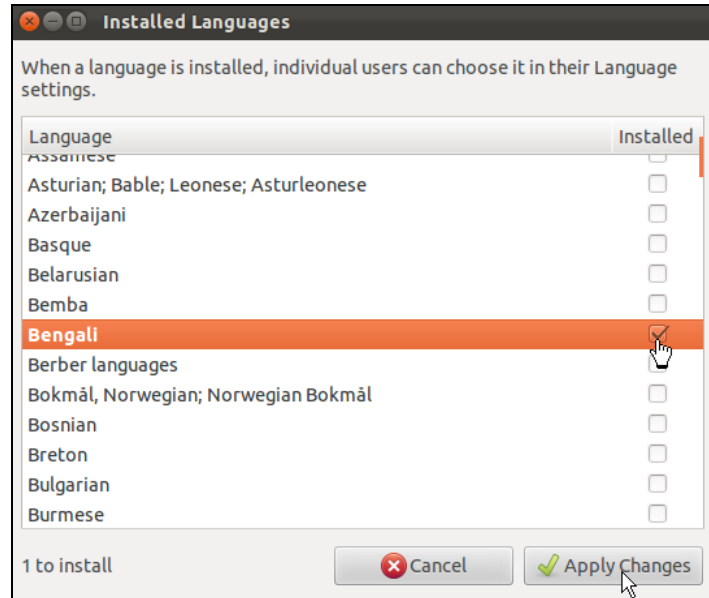 Installed Languages
When a language is installed, individual users can choose it in their Language
settings.
Language Installed
Assamese
Asturian; Bable; Leonese; Asturleonese
Azerbaijani
Basque
Belarusian
Bemba
Bengali
Berber languages
Bokmål, Norwegian; Norwegian Bokmål
Bosnian
Breton
Bulgarian
Burmese
1 to install Cancel Apply Changes